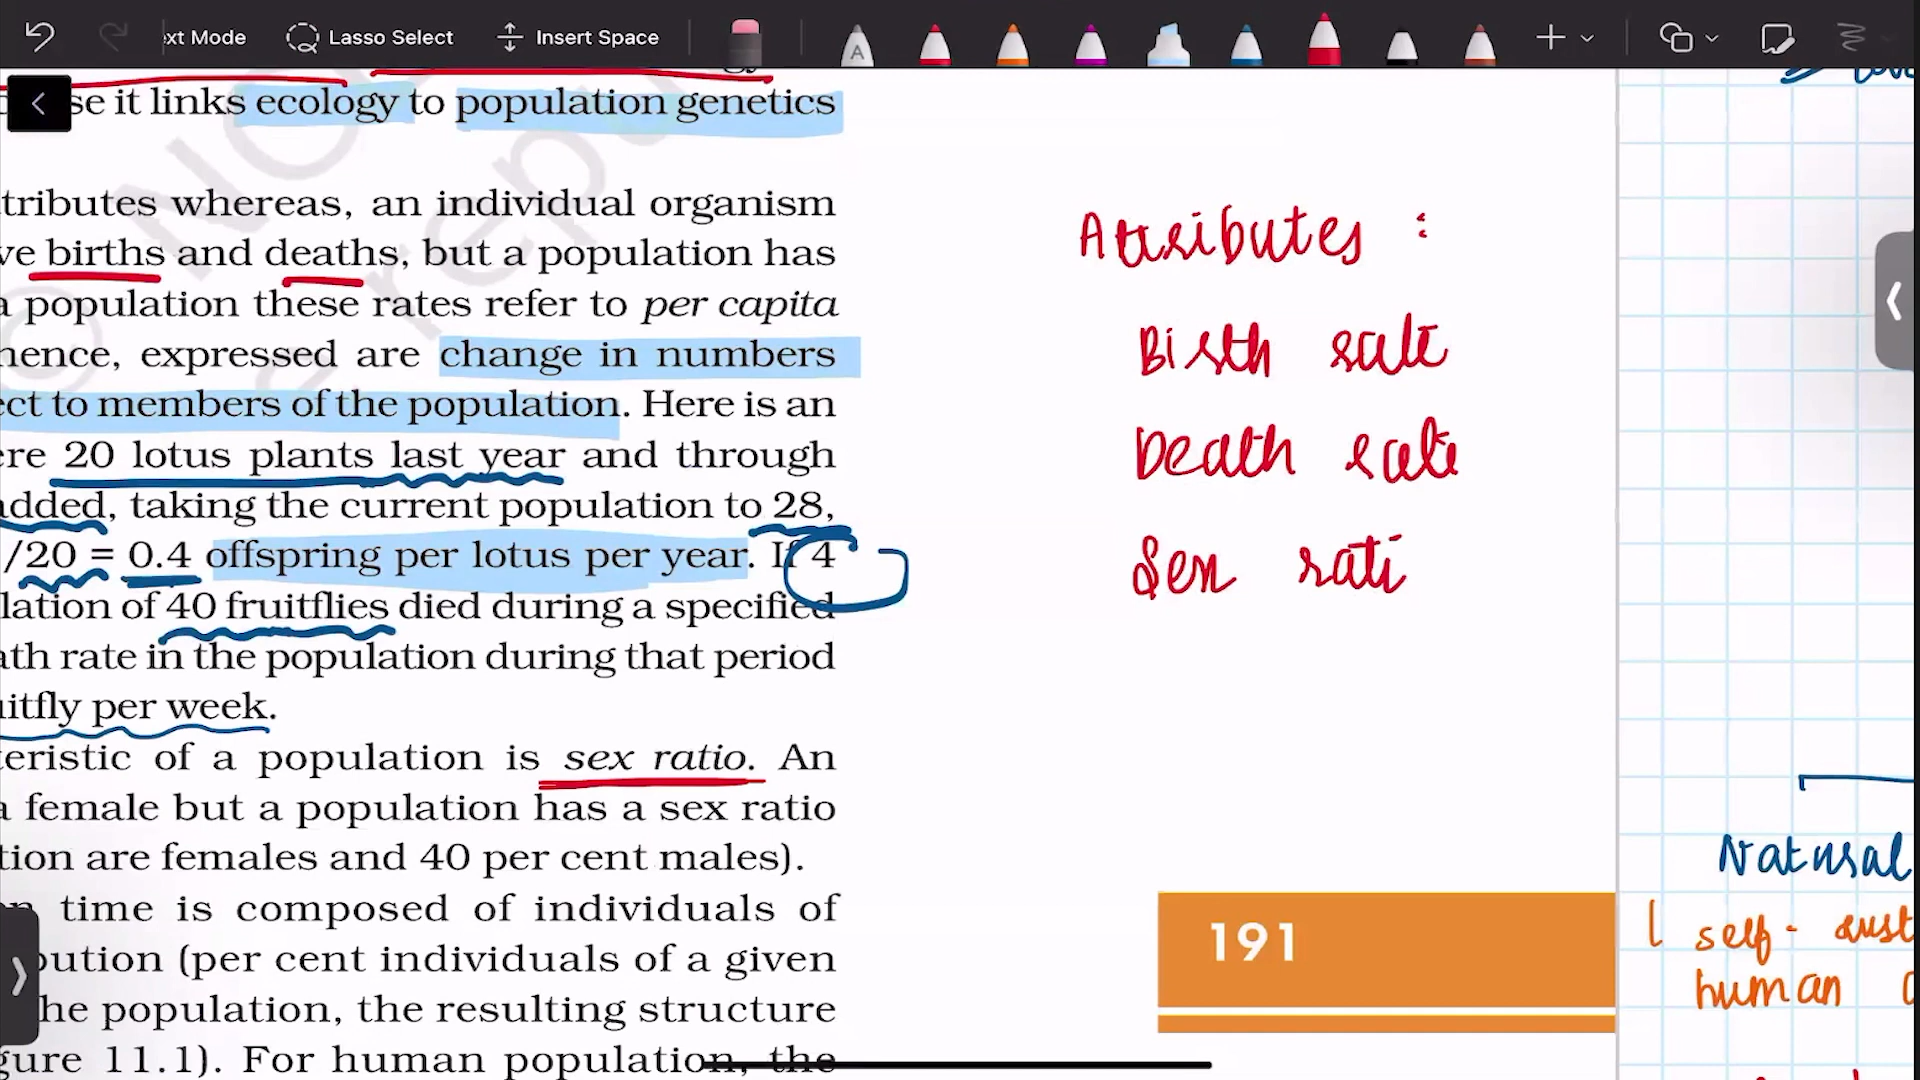 xt Mode
Lasso Select
Insert Space
se it links ecology to population genetics
tributes whereas, an individual organism
ve births and deaths, but a population has
a population these rates refer to per capita
hence, expressed are change in numbers
ect to members of the population. Here is an
ere 20 lotus plants last year and through
added, taking the current population to 28,
/20 = 0.4 offspring per lotus per year. If 4
lation of 40 fruitflies died during a specified
ath rate in the population during that period
uitfly per week.
teristic of a population is sex ratio. An
a female but a population has a sex ratio
tion are females and 40 per cent males).
n time is composed of individuals of
bution (per cent individuals of a given
he population, the resulting structure
gure 11.1). For human population, the
Attributes :
Birth rate
Death rate
Sex rati
191
Natural
self-
human